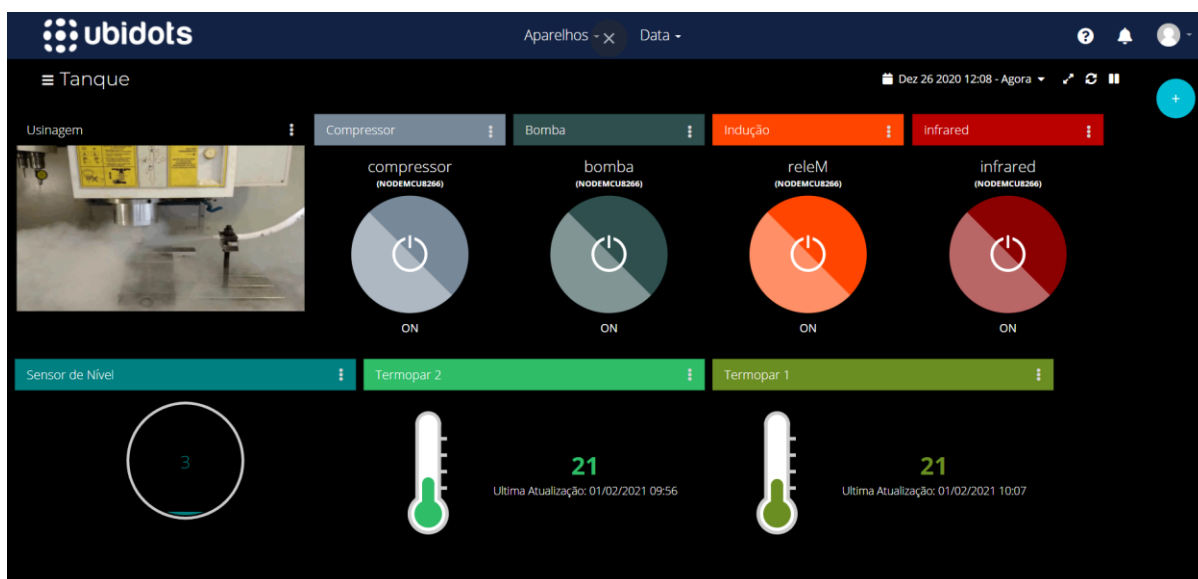 ubidots
Aparelhos
Data
Tanque
Dez 26 2020 12:08 - Agora
Usinagem
Compressor
Bomba
Indução
infrared
compressor
(NODEMCU8266)
bomba
(NODEMCU8266)
releM
(NODEMCU8266)
infrared
(NODEMCU8266)
ON
ON
ON
ON
Sensor de Nível
Termopar 2
Termopar 1
3
21
Ultima Atualização: 01/02/2021 09:56
21
Ultima Atualização: 01/02/2021 10:07